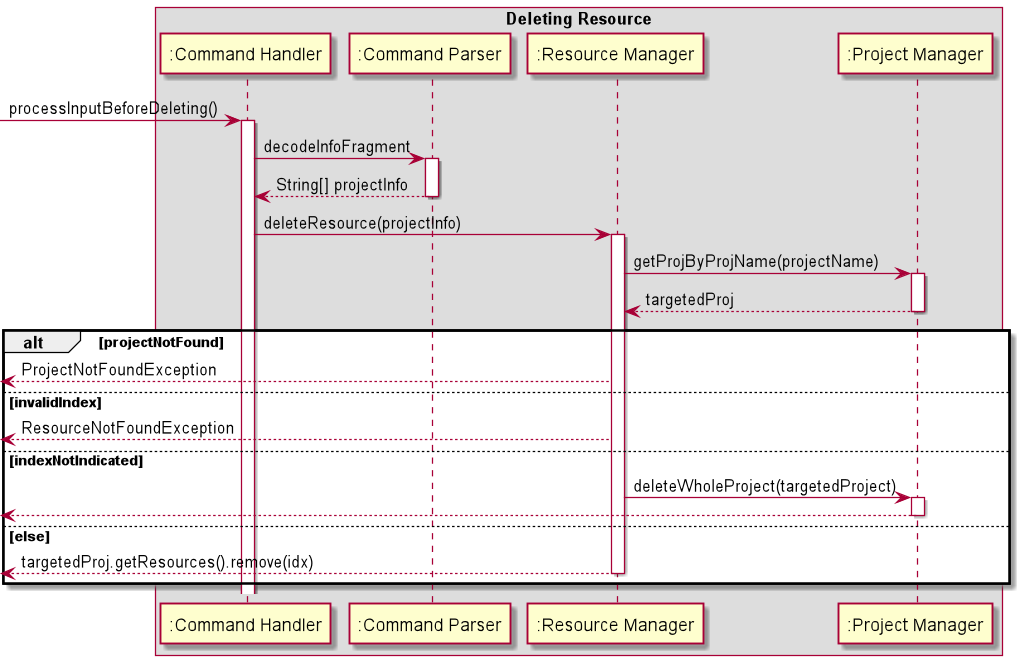 Deleting Resource
:Command Handler
:Command Parser
:Resource Manager
:Project Manager
processInputBeforeDeleting()
decodeInfoFragment
String[] projectInfo
deleteResource(projectInfo)
getProjByProjName(projectName)
targetedProj
alt [projectNotFound]
ProjectNotFoundException
[invalidIndex]
ResourceNotFoundException
[indexNotIndicated]
deleteWholeProject(targetedProject)
[else]
targetedProj.getResources().remove(idx)
:Command Handler
:Command Parser
:Resource Manager
:Project Manager